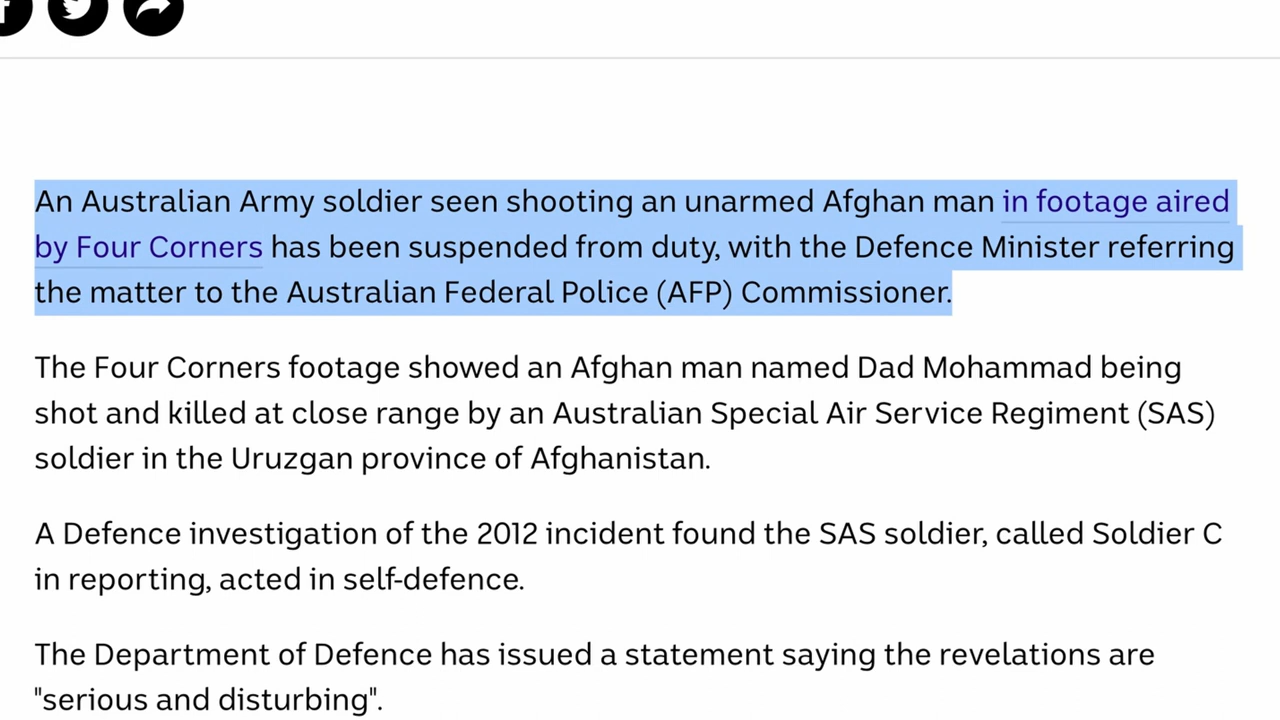 An Australian Army soldier seen shooting an unarmed Afghan man in footage aired
by Four Corners has been suspended from duty, with the Defence Minister referring
the matter to the Australian Federal Police (AFP) Commissioner.
The Four Corners footage showed an Afghan man named Dad Mohammad being
shot and killed at close range by an Australian Special Air Service Regiment (SAS)
soldier in the Uruzgan province of Afghanistan.
A Defence investigation of the 2012 incident found the SAS soldier, called Soldier C
in reporting, acted in self-defence.
The Department of Defence has issued a statement saying the revelations are
"serious and disturbing".